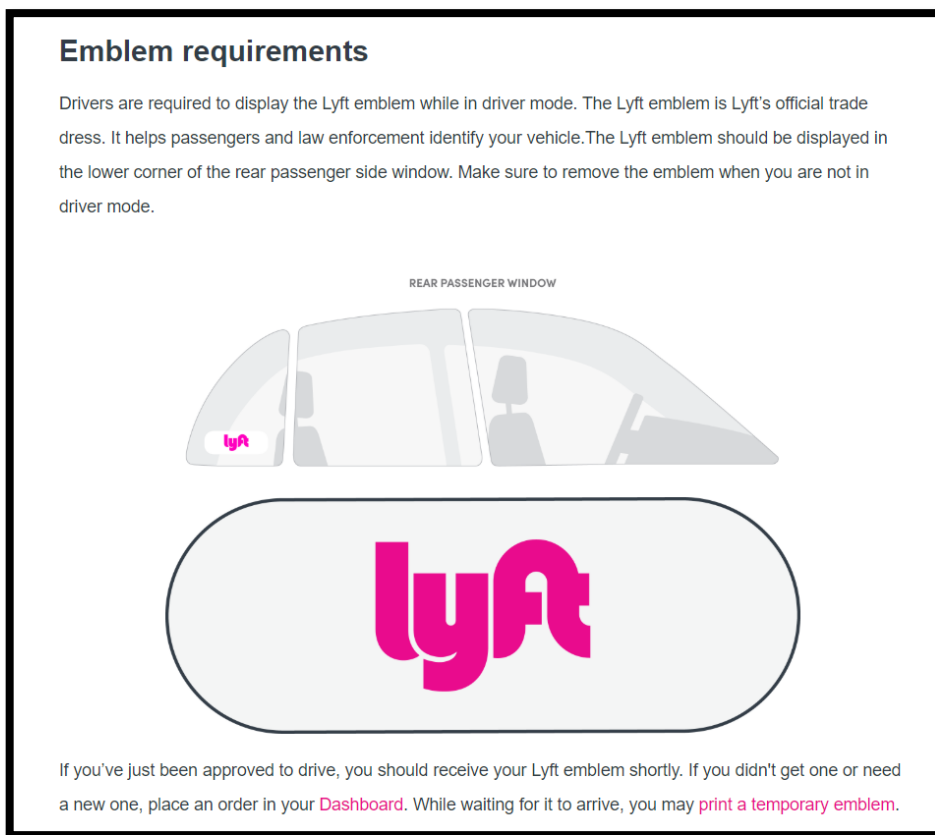 Emblem requirements
Drivers are required to display the Lyft emblem while in driver mode. The Lyft emblem is Lyft's official trade
dress. It helps passengers and law enforcement identify your vehicle.The Lyft emblem should be displayed in
the lower corner of the rear passenger side window. Make sure to remove the emblem when you are not in
driver mode.
REAR PASSENGER WINDOW
lyft
lyft
If you've just been approved to drive, you should receive your Lyft emblem shortly. If you didn't get one or need
a new one, place an order in your Dashboard. While waiting for it to arrive, you may print a temporary emblem.